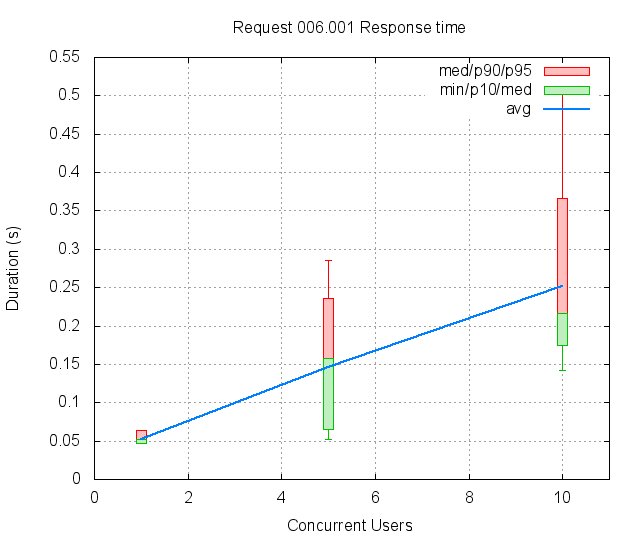 Request 006.001 Response time
0.55
0.5
0.45
0.4
0.35
0.3
0.25
0.2
0.15
0.1
0.05
0
med/p90/p95
min/p10/med
avg
Duration (s)
0 2 4 6 8 10
Concurrent Users